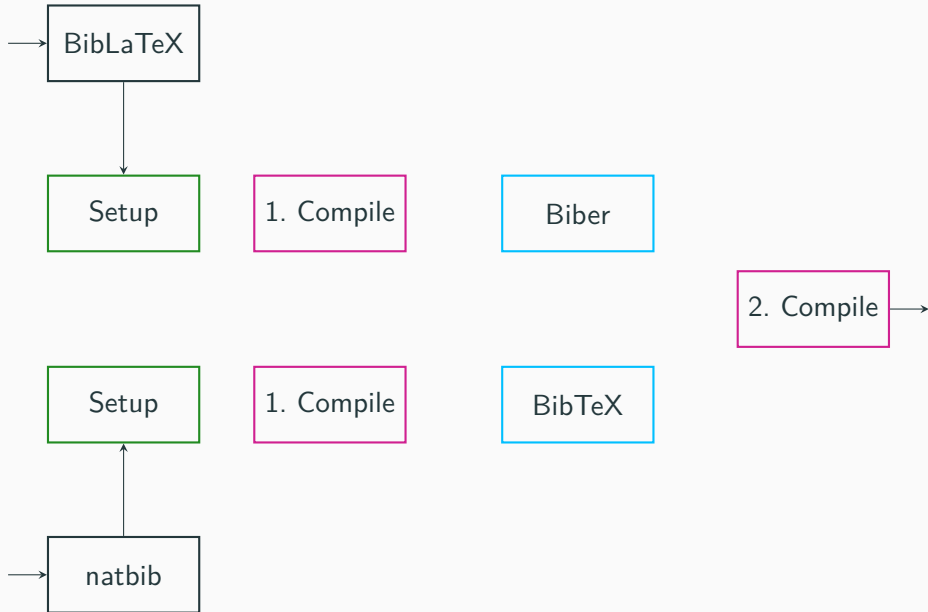 BibLaTeX
Setup
1. Compile
Biber
2. Compile
Setup
1. Compile
BibTeX
natbib